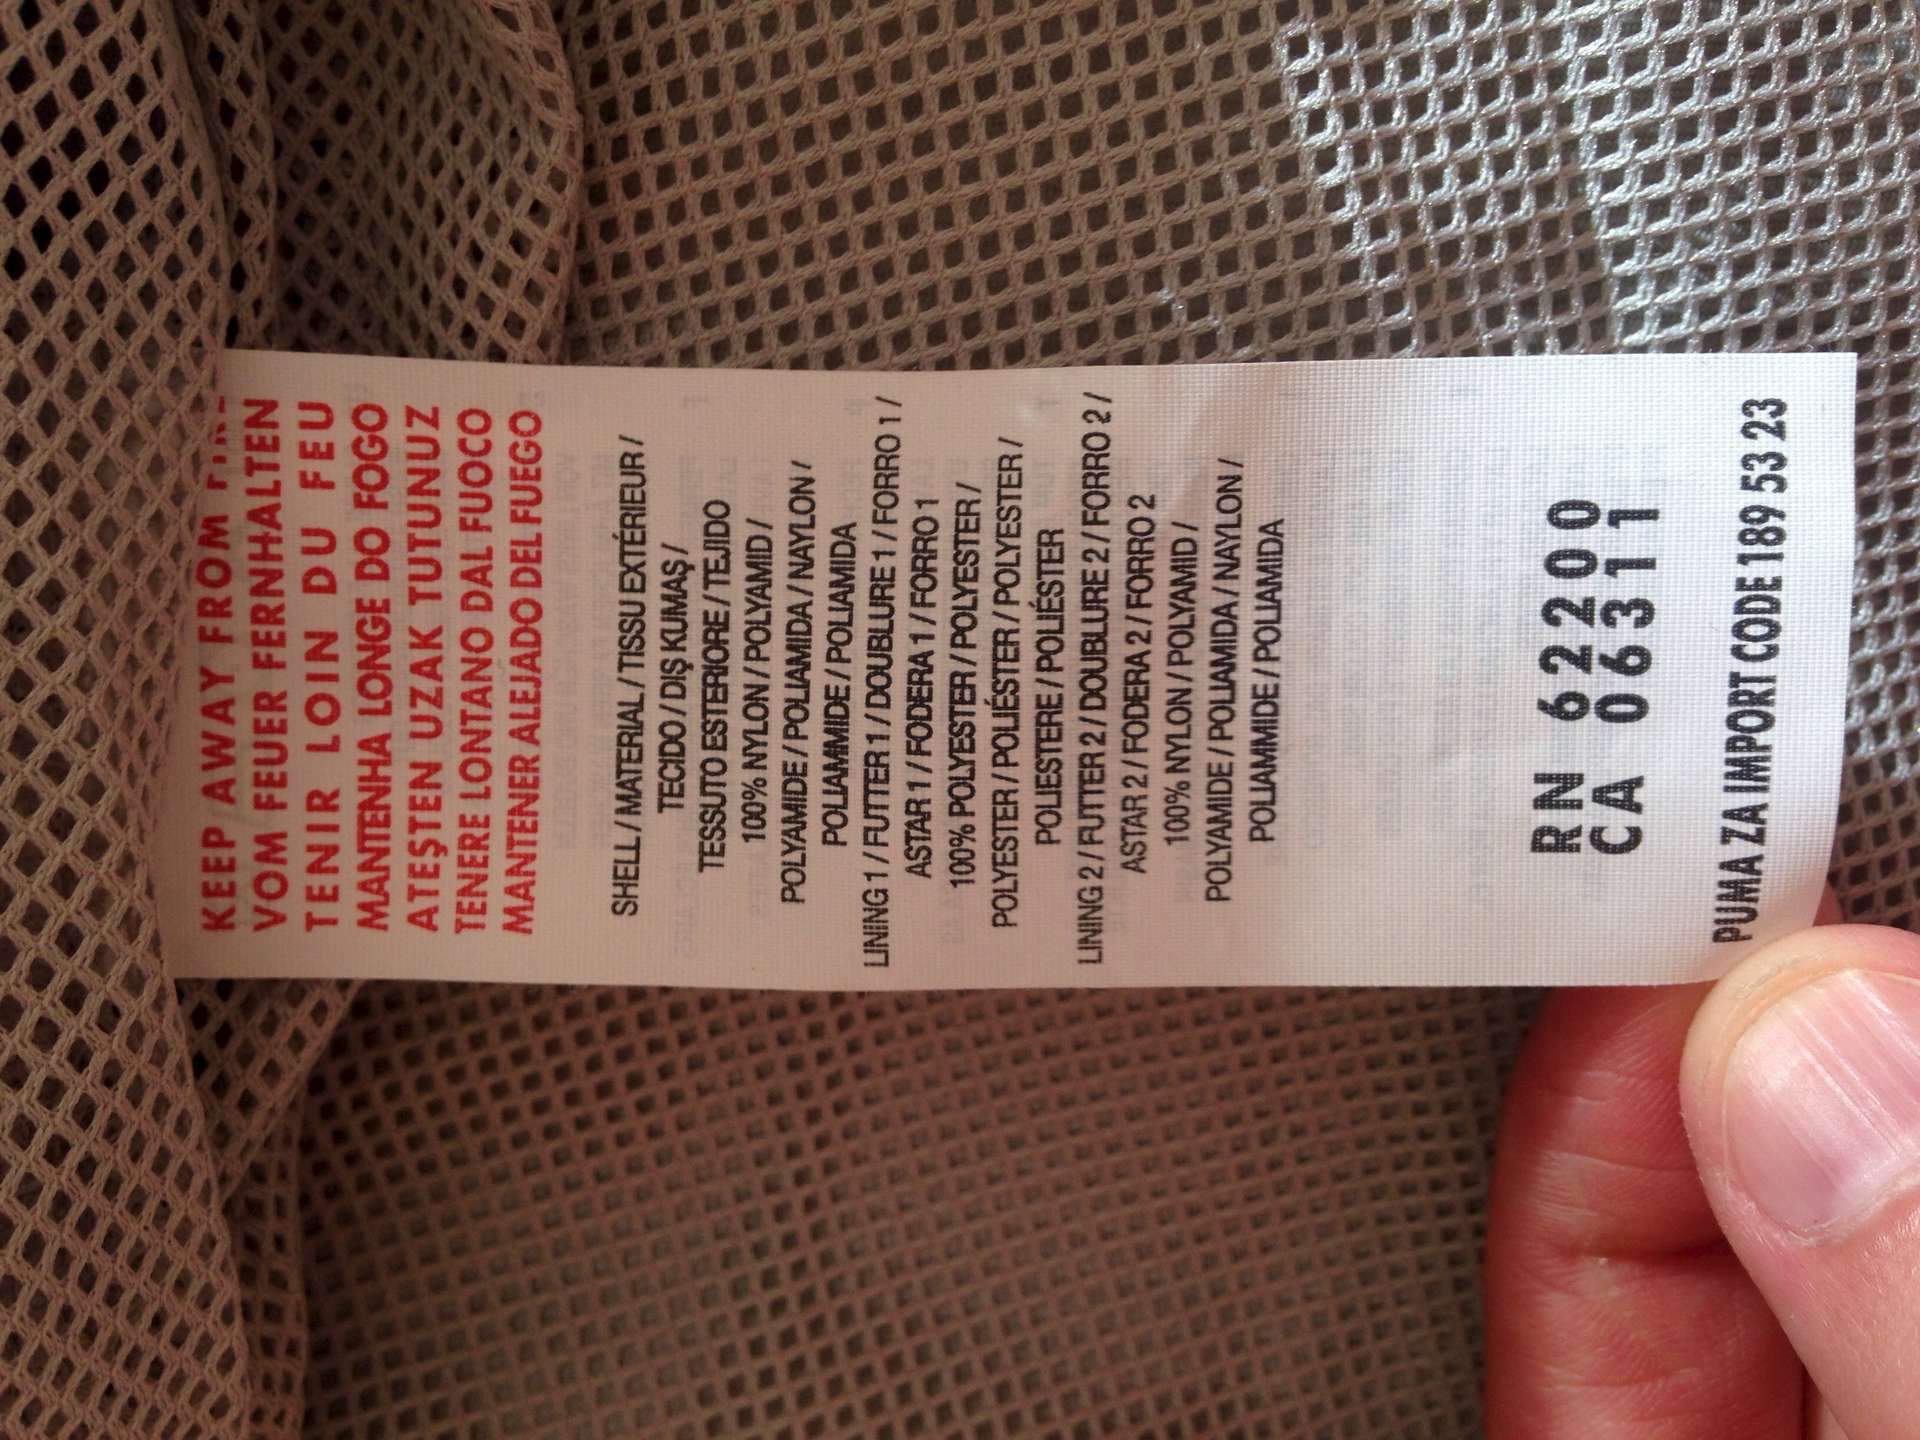 KEEP AWAY FROM FIRE
VOM FEUER FERNHALTEN
TENIR LOIN DU FEU
MANTENHA LONGE DO FOGO
ATEŞTEN UZAK TUTUNUZ
TENERE LONTANO DAL FUOCO
MANTENER ALEJADO DEL FUEGO
SHELL / MATERIAL / TISSU EXTÉRIEUR /
TECIDO / DIŞ KUMAŞ /
TESSUTO ESTERIORE / TEJIDO
100% NYLON / POLYAMID /
POLYAMIDE / POLIAMIDA / NAYLON /
POLIAMMIDE / POLIAMIDA
LINING 1 / FUTTER 1 / DOUBLURE 1 / FORRO 1 /
ASTAR 1 / FODERA 1 / FORRO 1
100% POLYESTER / POLYESTER /
POLYESTER / POLIÉSTER / POLYESTER /
POLIESTERE / POLIÉSTER
LINING 2 / FUTTER 2 / DOUBLURE 2 / FORRO 2 /
ASTAR 2 / FODERA 2 / FORRO 2
100% NYLON / POLYAMID /
POLYAMIDE / POLIAMIDA / NAYLON /
POLIAMMIDE / POLIAMIDA
RN 62200
CA 06311
PUMA ZA IMPORT CODE 189 53 23